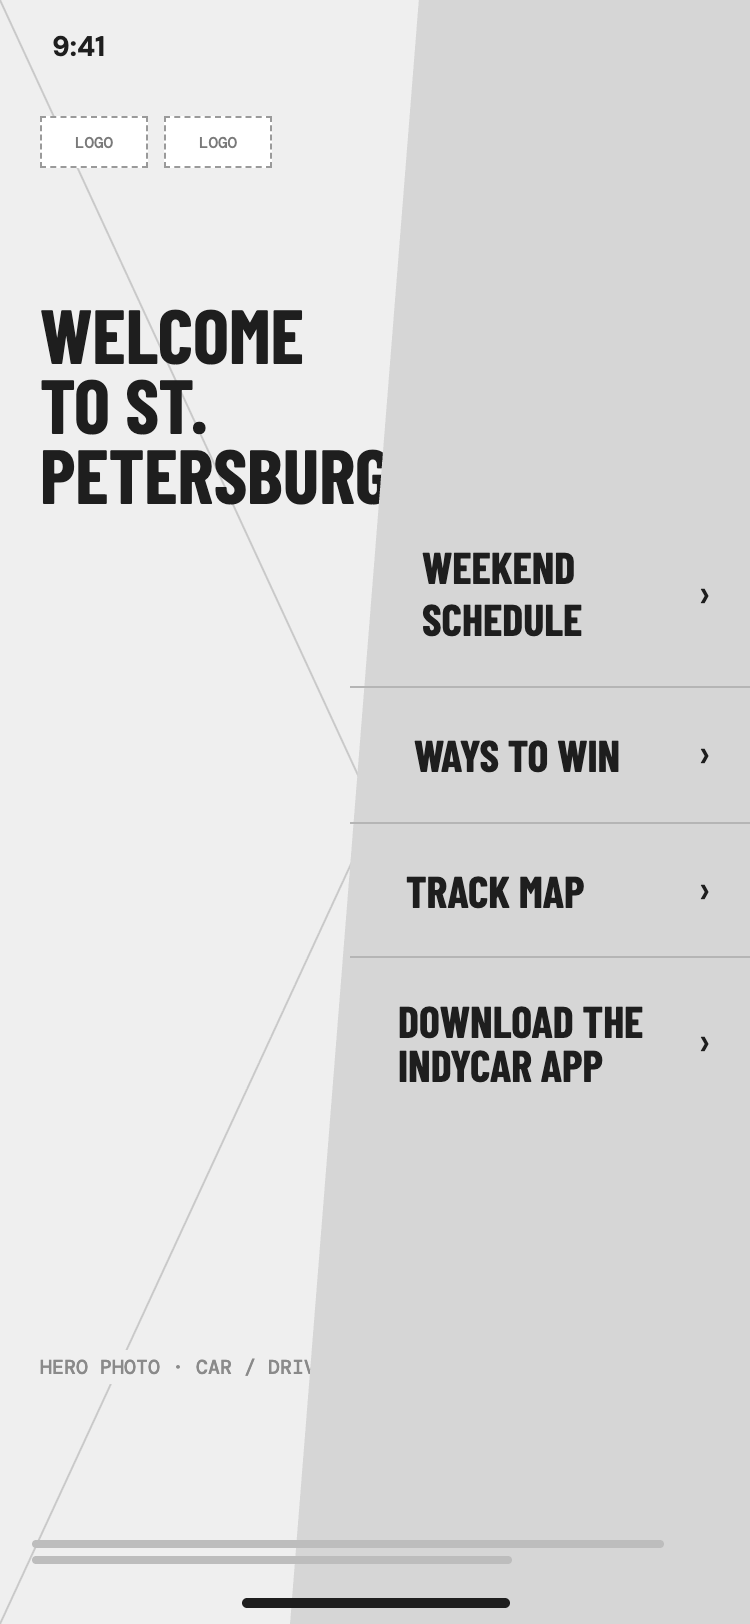 9:41
LOGO LOGO
WELCOME
TO ST.
PETERSBURG
WEEKEND
SCHEDULE ›
WAYS TO WIN ›
TRACK MAP ›
DOWNLOAD THE
INDYCAR APP ›
HERO PHOTO · CAR / DRIV